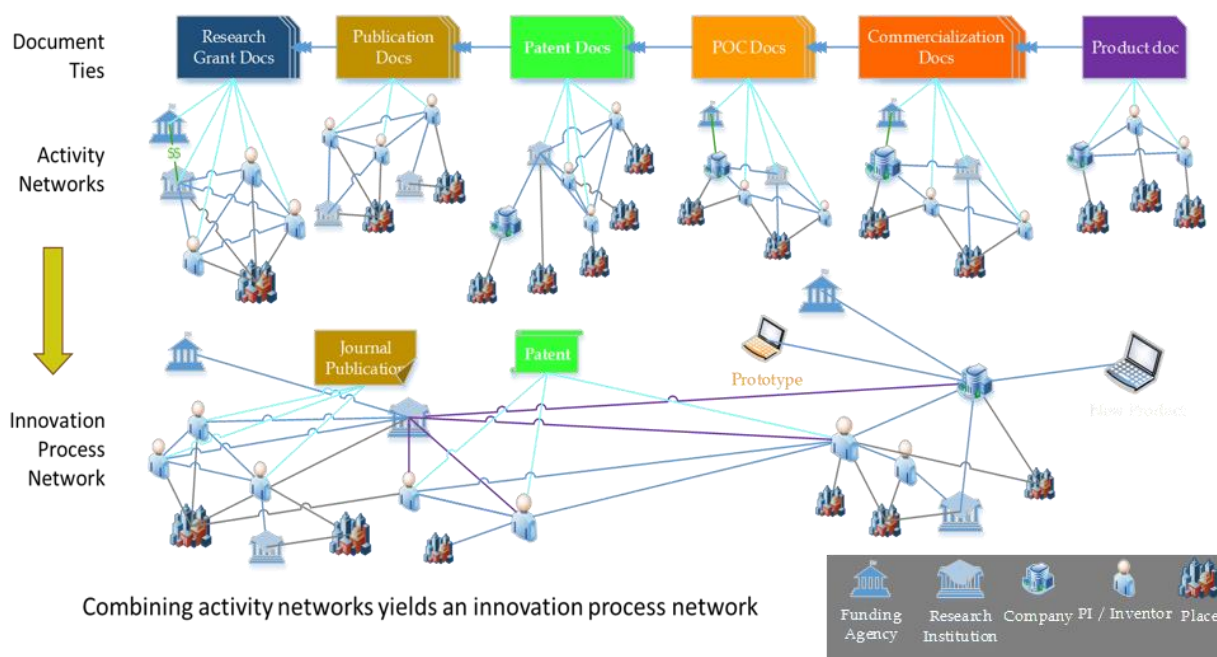 Document
Ties
Research
Grant Docs
Publication
Docs
Patent Docs
POC Docs
Commercialization
Docs
Product doc
Activity
Networks
$$
Journal
Publication
Patent
Prototype
New Product
Innovation
Process
Network
Combining activity networks yields an innovation process network
Funding
Agency
Research
Institution
Company
PI / Inventor
Place